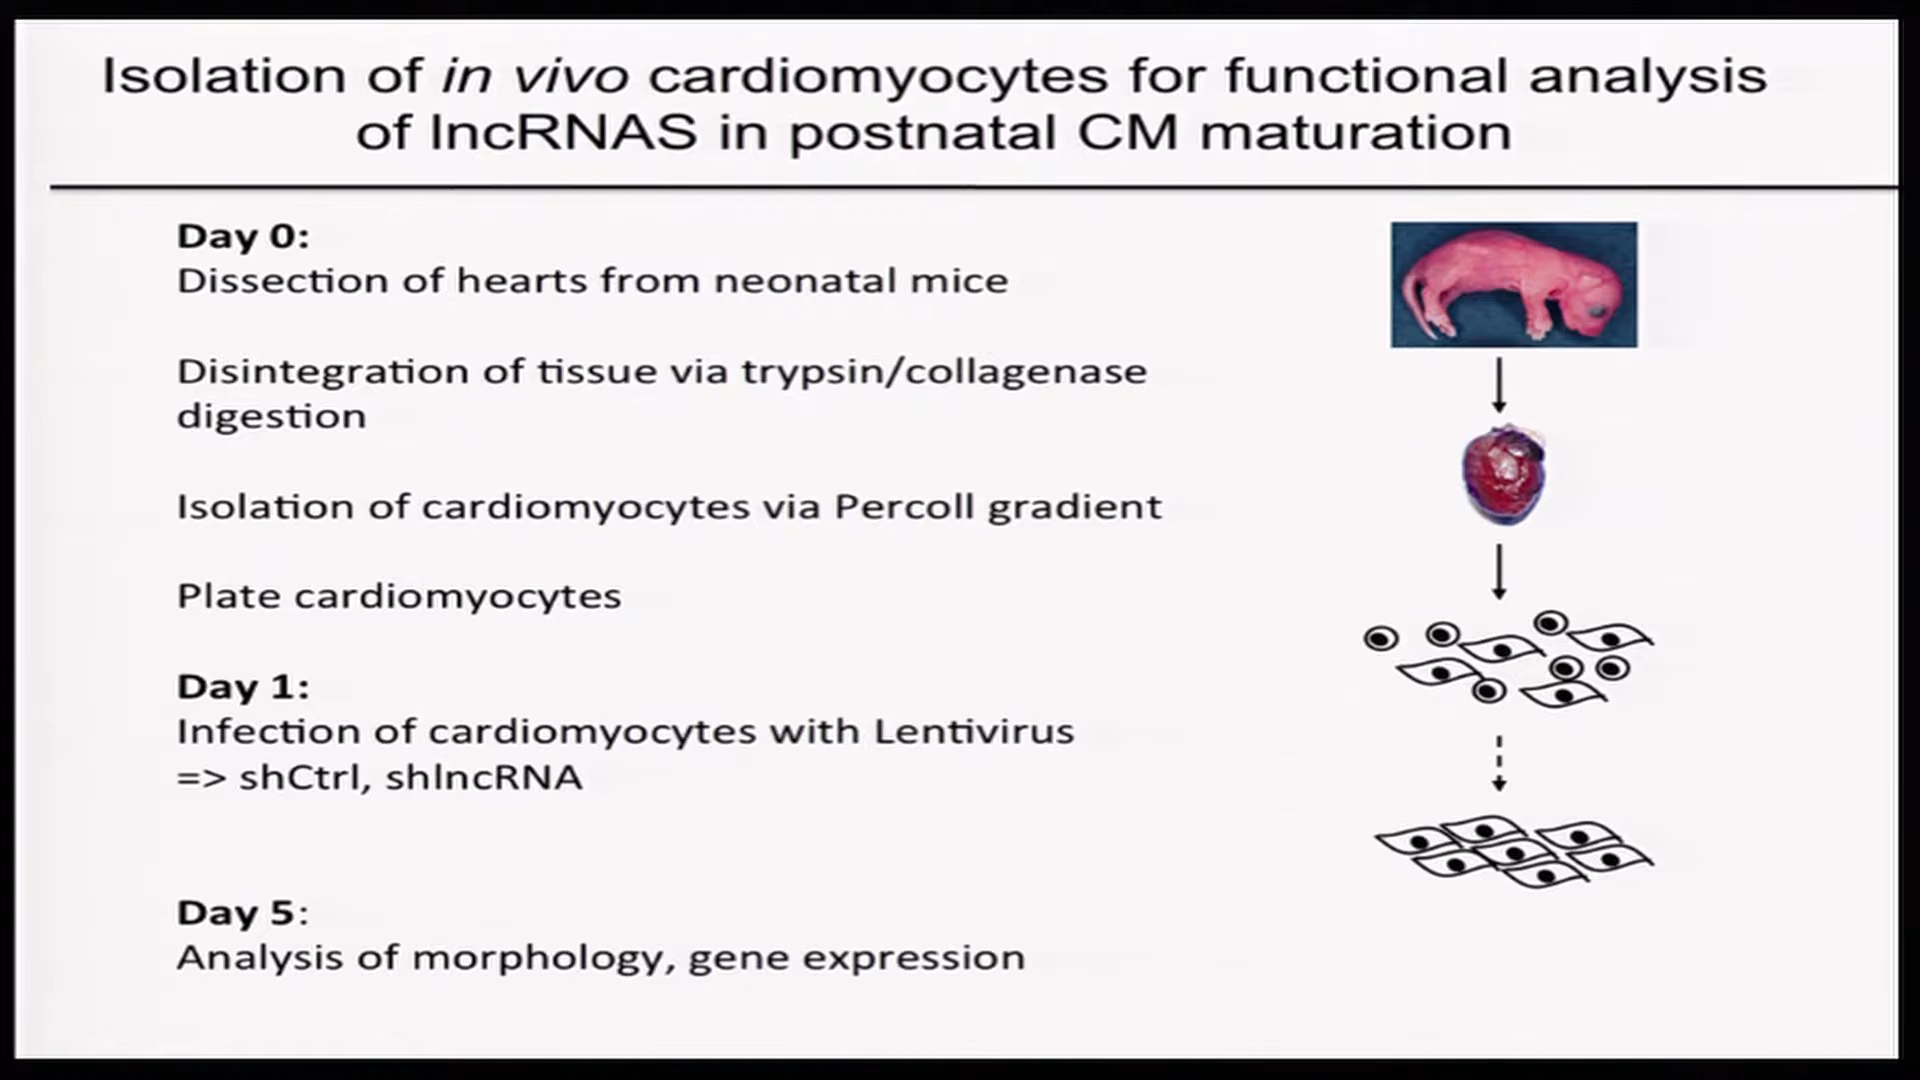 Isolation of in vivo cardiomyocytes for functional analysis
of lncRNAS in postnatal CM maturation
Day 0:
Dissection of hearts from neonatal mice
Disintegration of tissue via trypsin/collagenase
digestion
Isolation of cardiomyocytes via Percoll gradient
Plate cardiomyocytes
Day 1:
Infection of cardiomyocytes with Lentivirus
=> shCtrl, shlncRNA
Day 5:
Analysis of morphology, gene expression